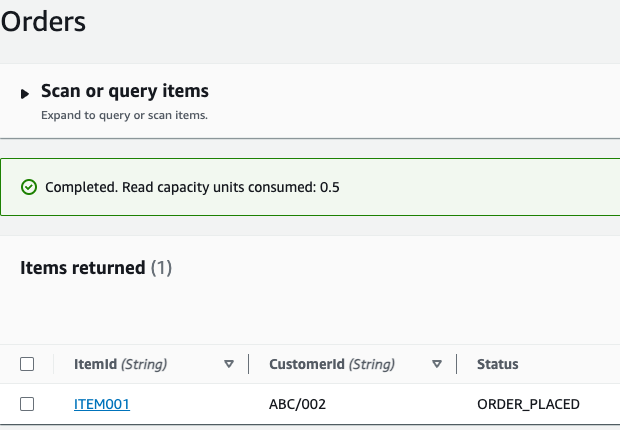 Orders
Scan or query items
Expand to query or scan items.
Completed. Read capacity units consumed: 0.5
Items returned (1)
ItemId (String) CustomerId (String) Status
ITEM001 ABC/002 ORDER_PLACED